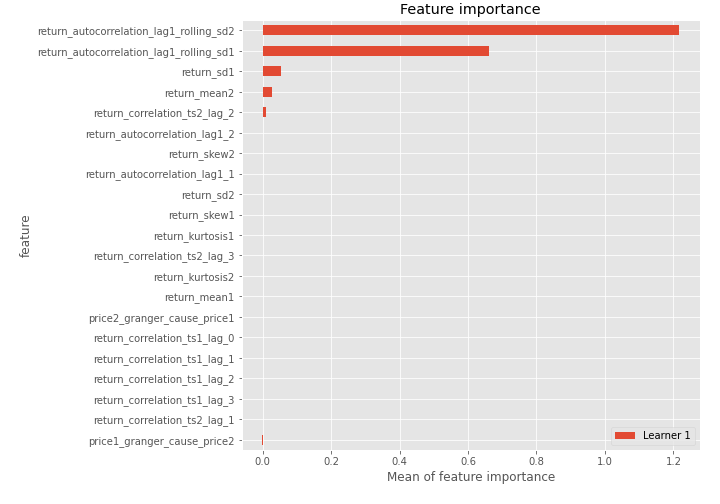 Feature importance
return_autocorrelation_lag1_rolling_sd2
return_autocorrelation_lag1_rolling_sd1
return_sd1
return_mean2
return_correlation_ts2_lag_2
return_autocorrelation_lag1_2
return_skew2
return_autocorrelation_lag1_1
return_sd2
return_skew1
return_kurtosis1
return_correlation_ts2_lag_3
return_kurtosis2
return_mean1
price2_granger_cause_price1
return_correlation_ts1_lag_0
return_correlation_ts1_lag_1
return_correlation_ts1_lag_2
return_correlation_ts1_lag_3
return_correlation_ts2_lag_1
price1_granger_cause_price2
feature
Learner 1
0.0 0.2 0.4 0.6 0.8 1.0 1.2
Mean of feature importance